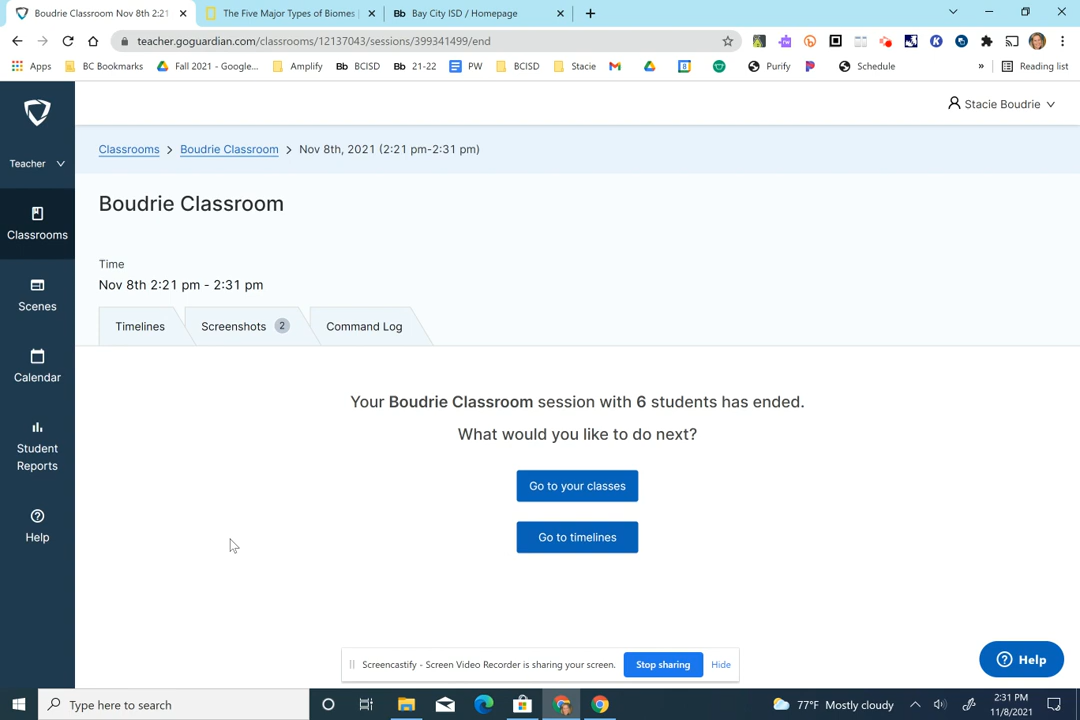 Boudrie Classroom Nov 8th 2:21
The Five Major Types of Biomes
Bb Bay City ISD / Homepage
teacher.goguardian.com/classrooms/12137043/sessions/399341499/end
Apps
BC Bookmarks
Fall 2021 - Google...
Amplify
Bb BCISD
Bb 21-22
PW
BCISD
Stacie
Purify
Schedule
»
Reading list
Stacie Boudrie
Teacher
Classrooms
Scenes
Calendar
Student
Reports
Help
Classrooms > Boudrie Classroom > Nov 8th, 2021 (2:21 pm-2:31 pm)
Boudrie Classroom
Time
Nov 8th 2:21 pm - 2:31 pm
Timelines
Screenshots 2
Command Log
Your Boudrie Classroom session with 6 students has ended.
What would you like to do next?
Go to your classes
Go to timelines
Screencastify - Screen Video Recorder is sharing your screen.
Stop sharing
Hide
Help
Type here to search
77°F Mostly cloudy
2:31 PM
11/8/2021